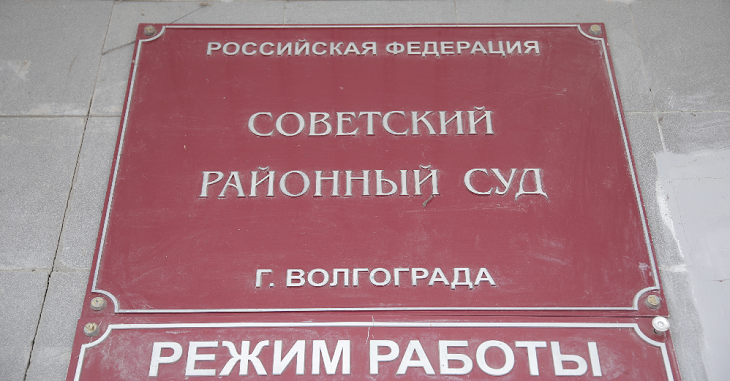 РОССИЙСКАЯ ФЕДЕРАЦИЯ
СОВЕТСКИЙ
РАЙОННЫЙ СУД
Г. ВОЛГОГРАДА
РЕЖИМ РАБОТЫ